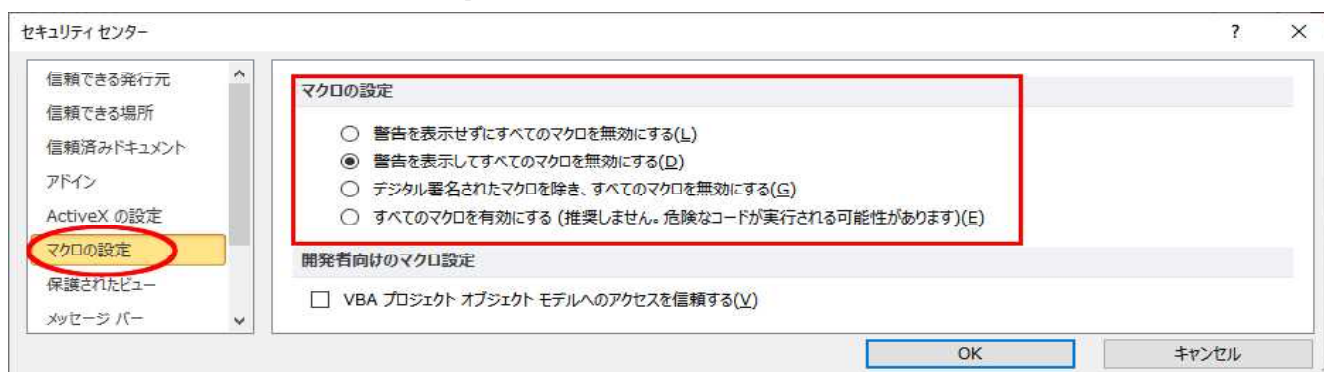 セキュリティ センター
?
信頼できる発行元
信頼できる場所
信頼済みドキュメント
アドイン
ActiveX の設定
マクロの設定
保護されたビュー
メッセージ バー
マクロの設定
警告を表示せずにすべてのマクロを無効にする(L)
警告を表示してすべてのマクロを無効にする(D)
デジタル署名されたマクロを除き、すべてのマクロを無効にする(G)
すべてのマクロを有効にする (推奨しません。危険なコードが実行される可能性があります)(E)
開発者向けのマクロ設定
VBA プロジェクト オブジェクト モデルへのアクセスを信頼する(V)
OK
キャンセル